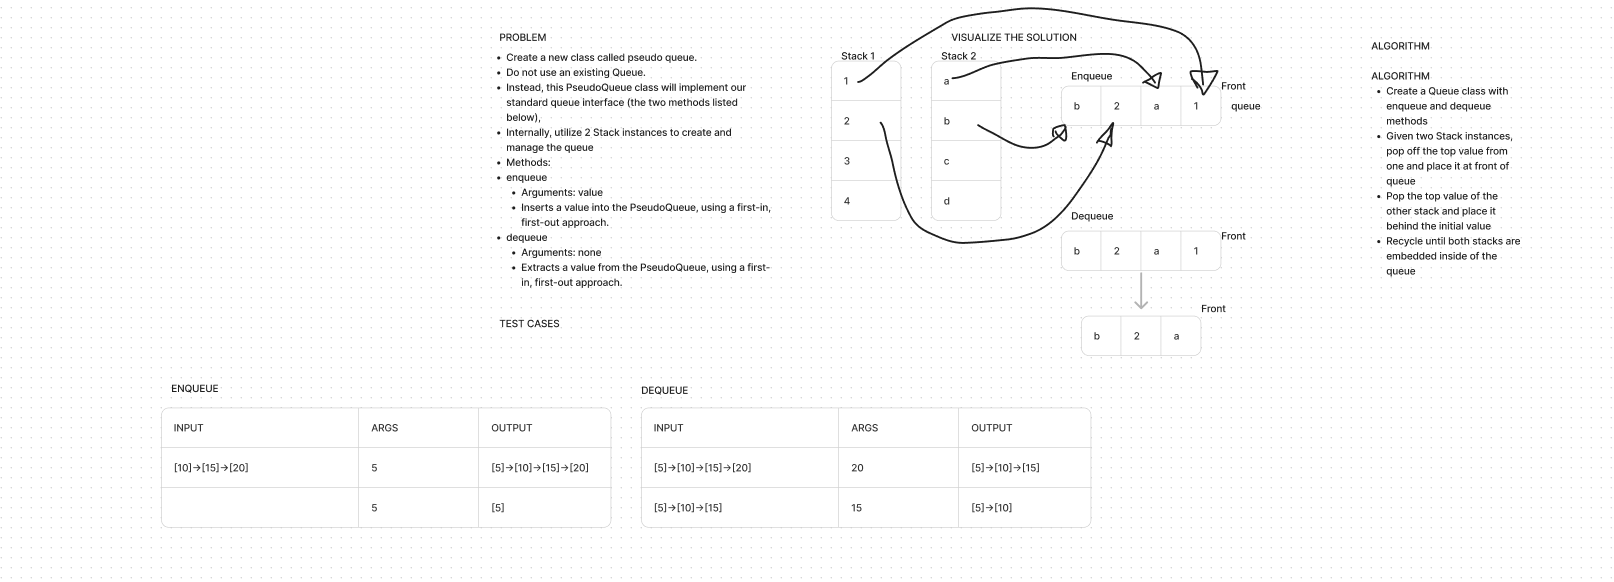 PROBLEM
• Create a new class called pseudo queue.
• Do not use an existing Queue.
• Instead, this PseudoQueue class will implement our
standard queue interface (the two methods listed
below),
• Internally, utilize 2 Stack instances to create and
manage the queue
• Methods:
• enqueue
• Arguments: value
• Inserts a value into the PseudoQueue, using a first-in,
first-out approach.
• dequeue
• Arguments: none
• Extracts a value from the PseudoQueue, using a first-
in, first-out approach.
TEST CASES
VISUALIZE THE SOLUTION
Stack 1
1
2
3
4
Stack 2
a
b
c
d
Enqueue
Front
b 2 a 1
queue
Dequeue
Front
b 2 a 1
Front
b 2 a
ALGORITHM
ALGORITHM
• Create a Queue class with
enqueue and dequeue
methods
• Given two Stack instances,
pop off the top value from
one and place it at front of
queue
• Pop the top value of the
other stack and place it
behind the initial value
• Recycle until both stacks are
embedded inside of the
queue
ENQUEUE
INPUT ARGS OUTPUT
[10]->[15]->[20] 5 [5]->[10]->[15]->[20]
5 [5]
DEQUEUE
INPUT ARGS OUTPUT
[5]->[10]->[15]->[20] 20 [5]->[10]->[15]
[5]->[10]->[15] 15 [5]->[10]